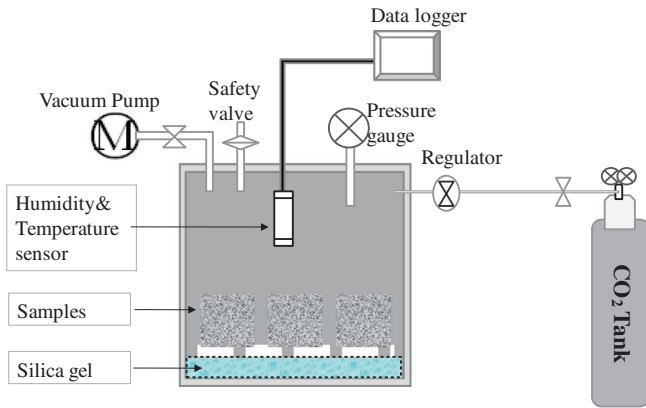 Data logger
Safety
valve
Vacuum Pump
M
Pressure
gauge
Regulator
Humidity&
Temperature
sensor
Samples
Silica gel
CO₂ Tank